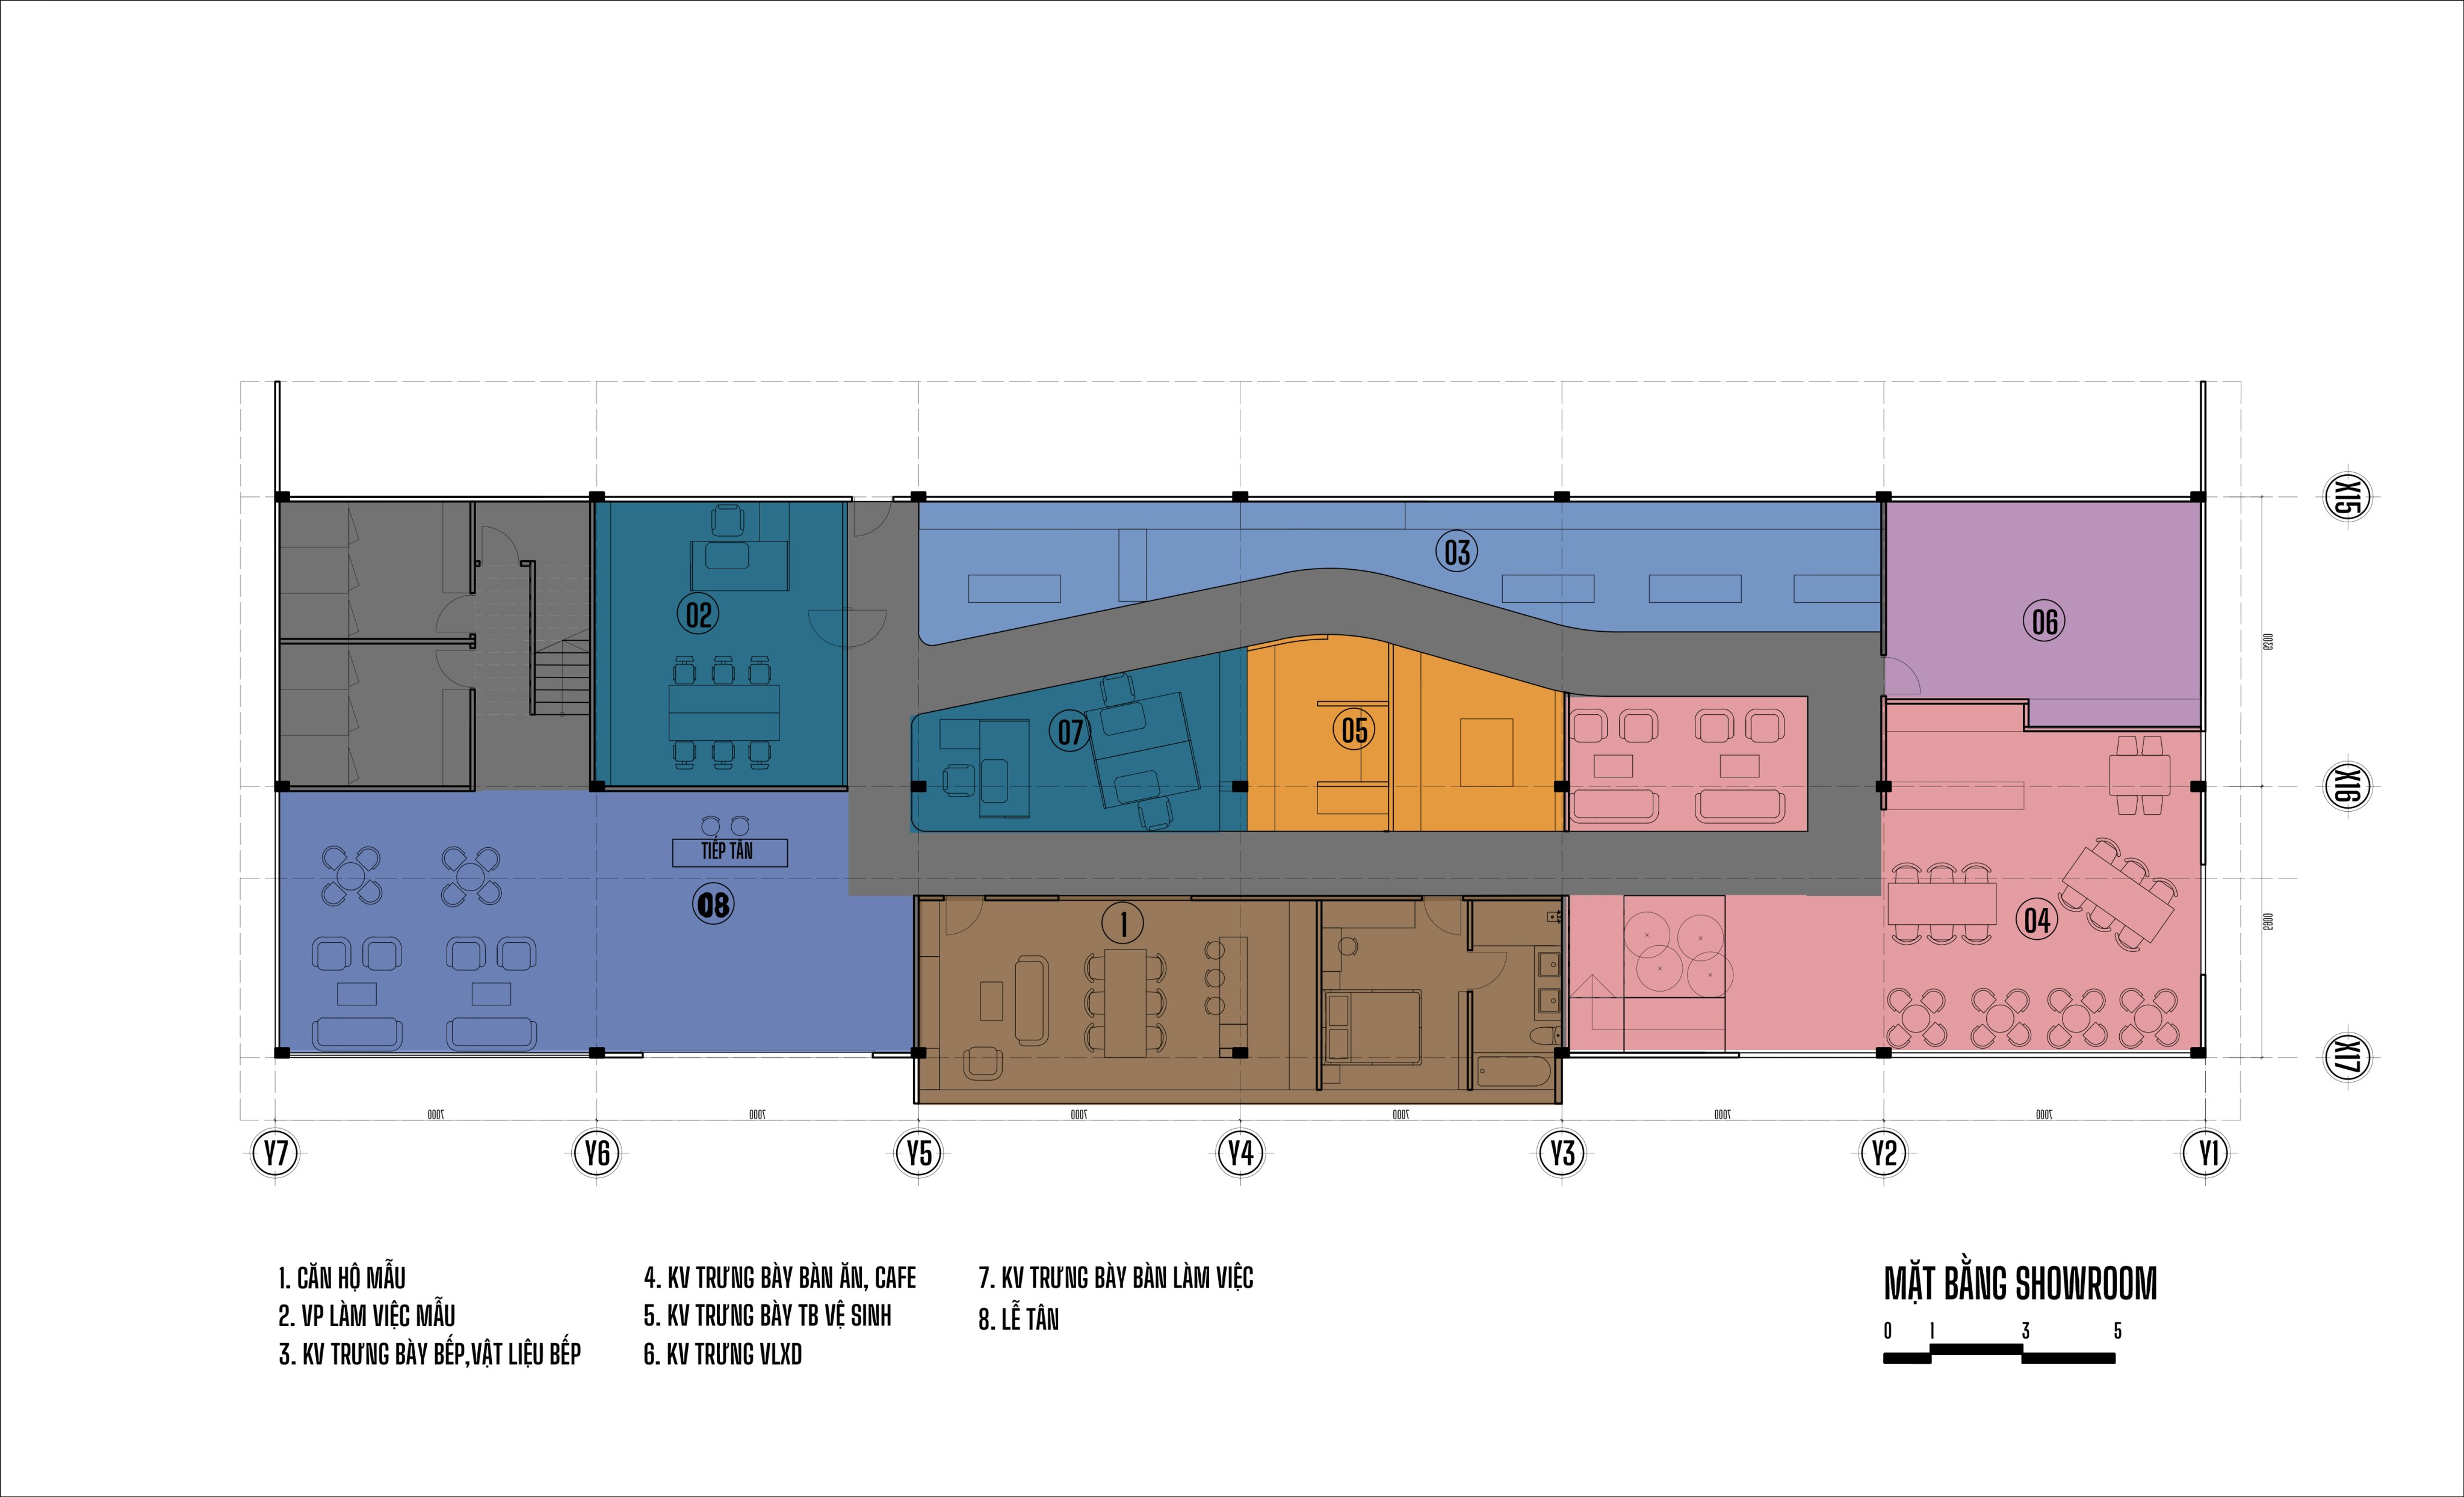 X15
02
03
06
6300
07
05
X16
TIẾP TÂN
08
1
04
5900
X17
7000
7000
7000
7000
7000
7000
Y7
Y6
Y5
Y4
Y3
Y2
Y1
1. CĂN HỘ MẪU
2. VP LÀM VIỆC MẪU
3. KV TRƯNG BÀY BẾP,VẬT LIỆU BẾP
4. KV TRƯNG BÀY BÀN ĂN, CAFE
5. KV TRƯNG BÀY TB VỆ SINH
6. KV TRƯNG VLXD
7. KV TRƯNG BÀY BÀN LÀM VIỆC
8. LỄ TÂN
MẶT BẰNG SHOWROOM
0 1 3 5